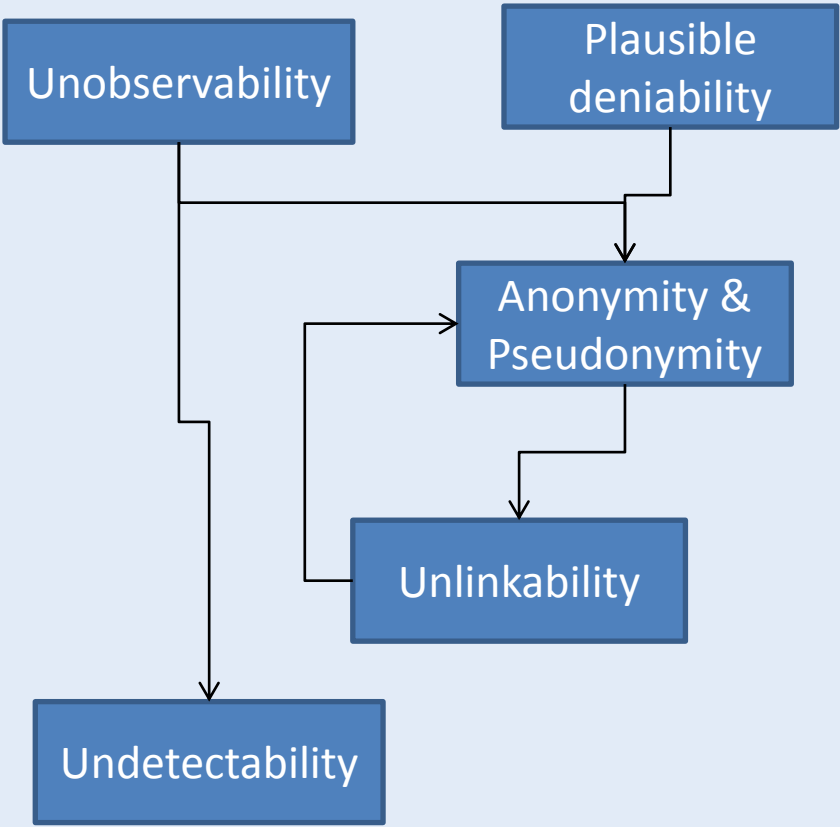 Unobservability
Plausible
deniability
Anonymity &
Pseudonymity
Unlinkability
Undetectability